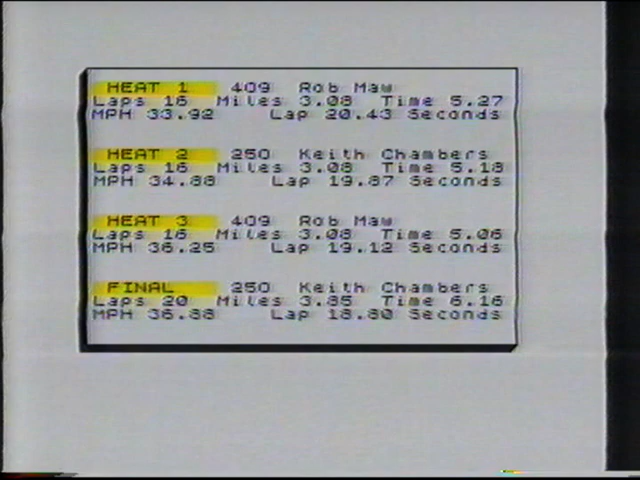 HEAT 1 409 Rob Maw
Laps 16 Miles 3.08 Time 5.27
MPH 33.92 Lap 20.43 Seconds
HEAT 2 250 Keith Chambers
Laps 16 Miles 3.08 Time 5.18
MPH 34.88 Lap 19.87 Seconds
HEAT 3 409 Rob Maw
Laps 16 Miles 3.08 Time 5.06
MPH 36.25 Lap 19.12 Seconds
FINAL 250 Keith Chambers
Laps 20 Miles 3.85 Time 6.16
MPH 36.88 Lap 18.80 Seconds